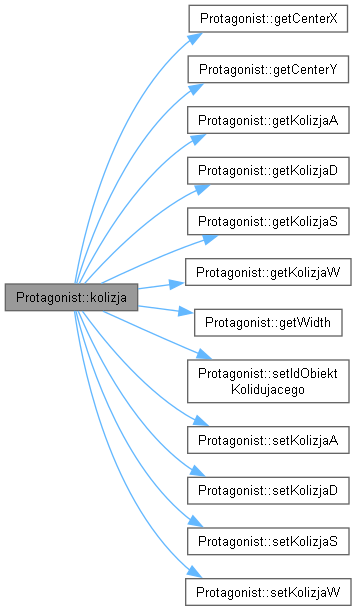 Protagonist::getCenterX
Protagonist::getCenterY
Protagonist::getKolizjaA
Protagonist::getKolizjaD
Protagonist::getKolizjaS
Protagonist::getKolizjaW
Protagonist::kolizja
Protagonist::getWidth
Protagonist::setIdObiekt
Kolidujacego
Protagonist::setKolizjaA
Protagonist::setKolizjaD
Protagonist::setKolizjaS
Protagonist::setKolizjaW